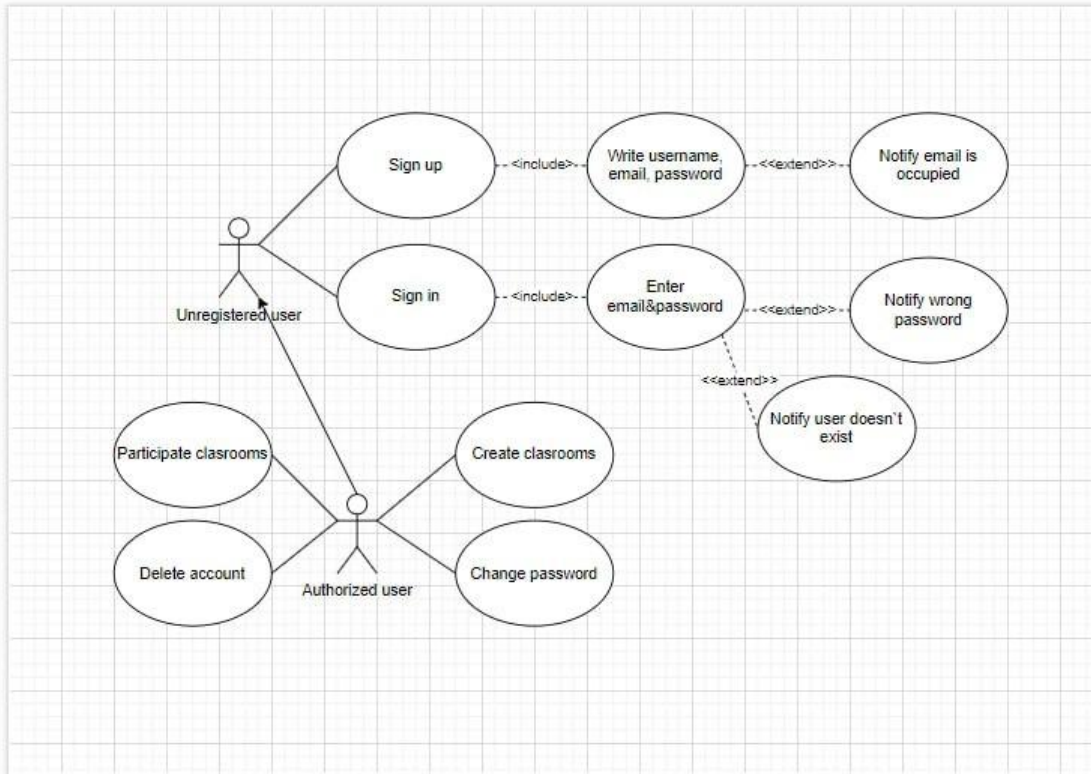 Sign up
<include>
Write username,
email, password
<<extend>>
Notify email is
occupied
Unregistered user
Sign in
<include>
Enter
email&password
<<extend>>
Notify wrong
password
<<extend>>
Notify user doesn`t
exist
Participate clasrooms
Create clasrooms
Delete account
Authorized user
Change password